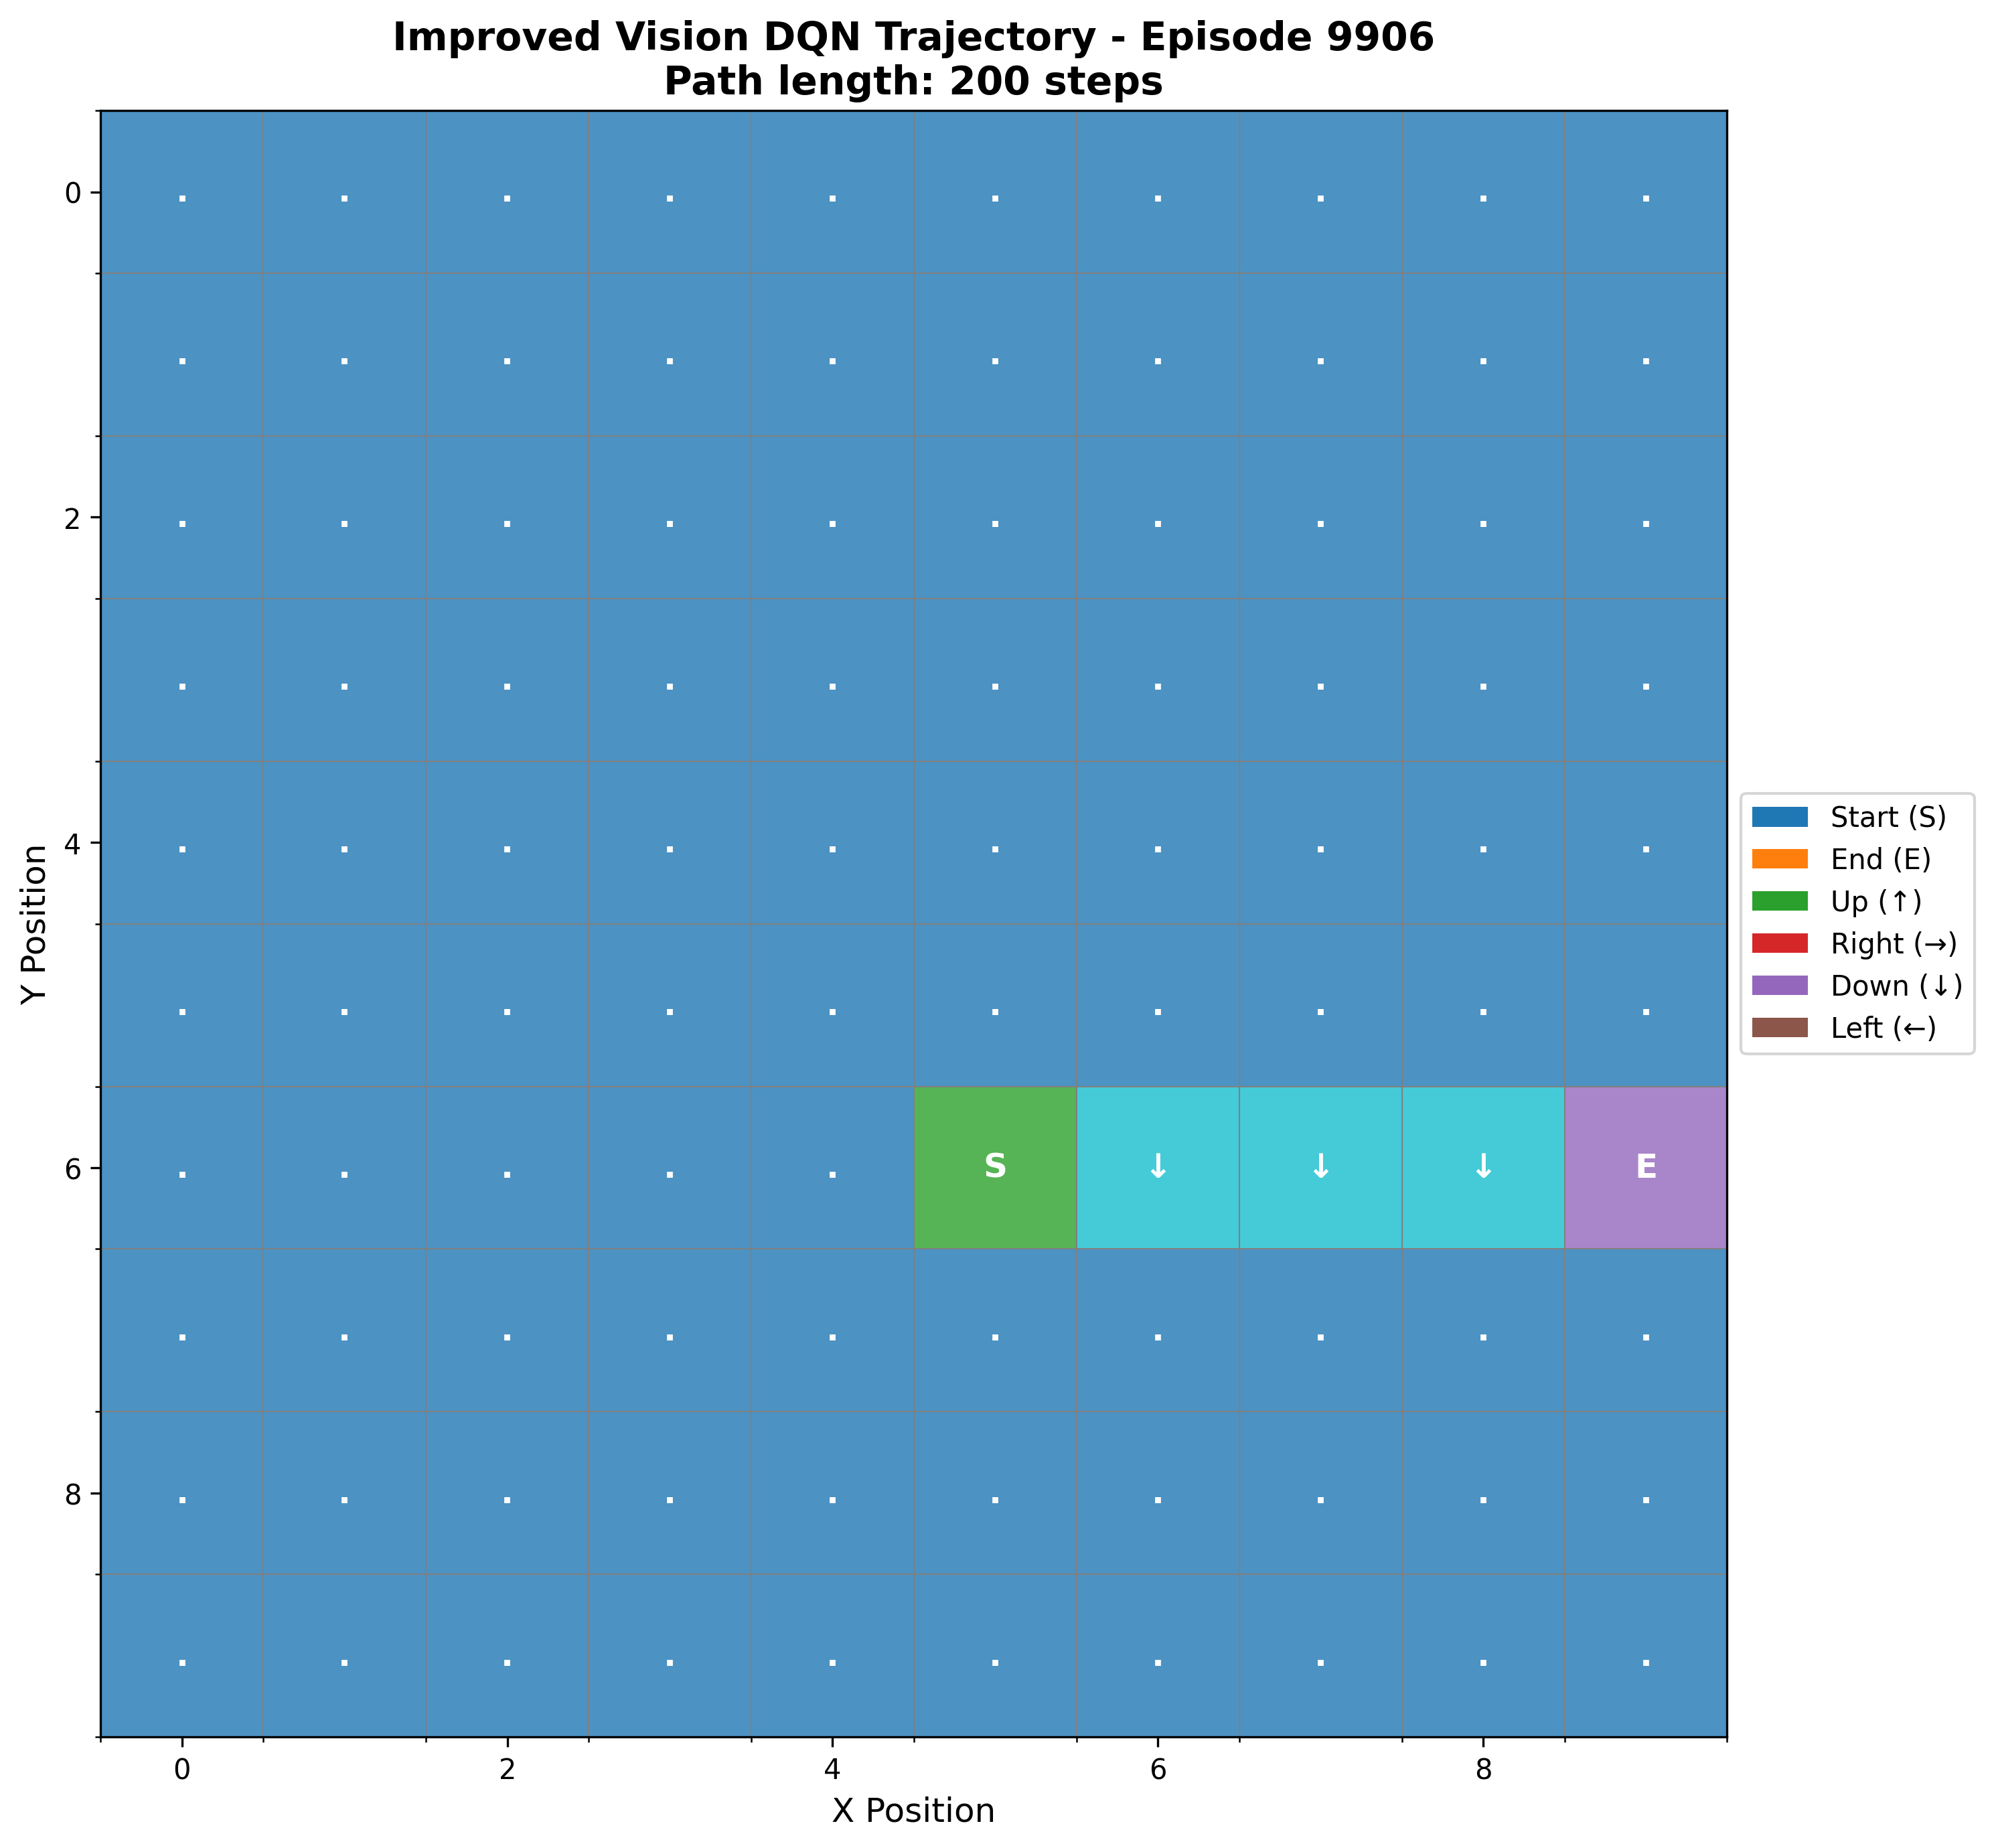 Improved Vision DQN Trajectory - Episode 9906
Path length: 200 steps
0
2
4
6
8
Y Position
S ↓ ↓ ↓ E
0 2 4 6 8
X Position
Start (S)
End (E)
Up (↑)
Right (→)
Down (↓)
Left (←)